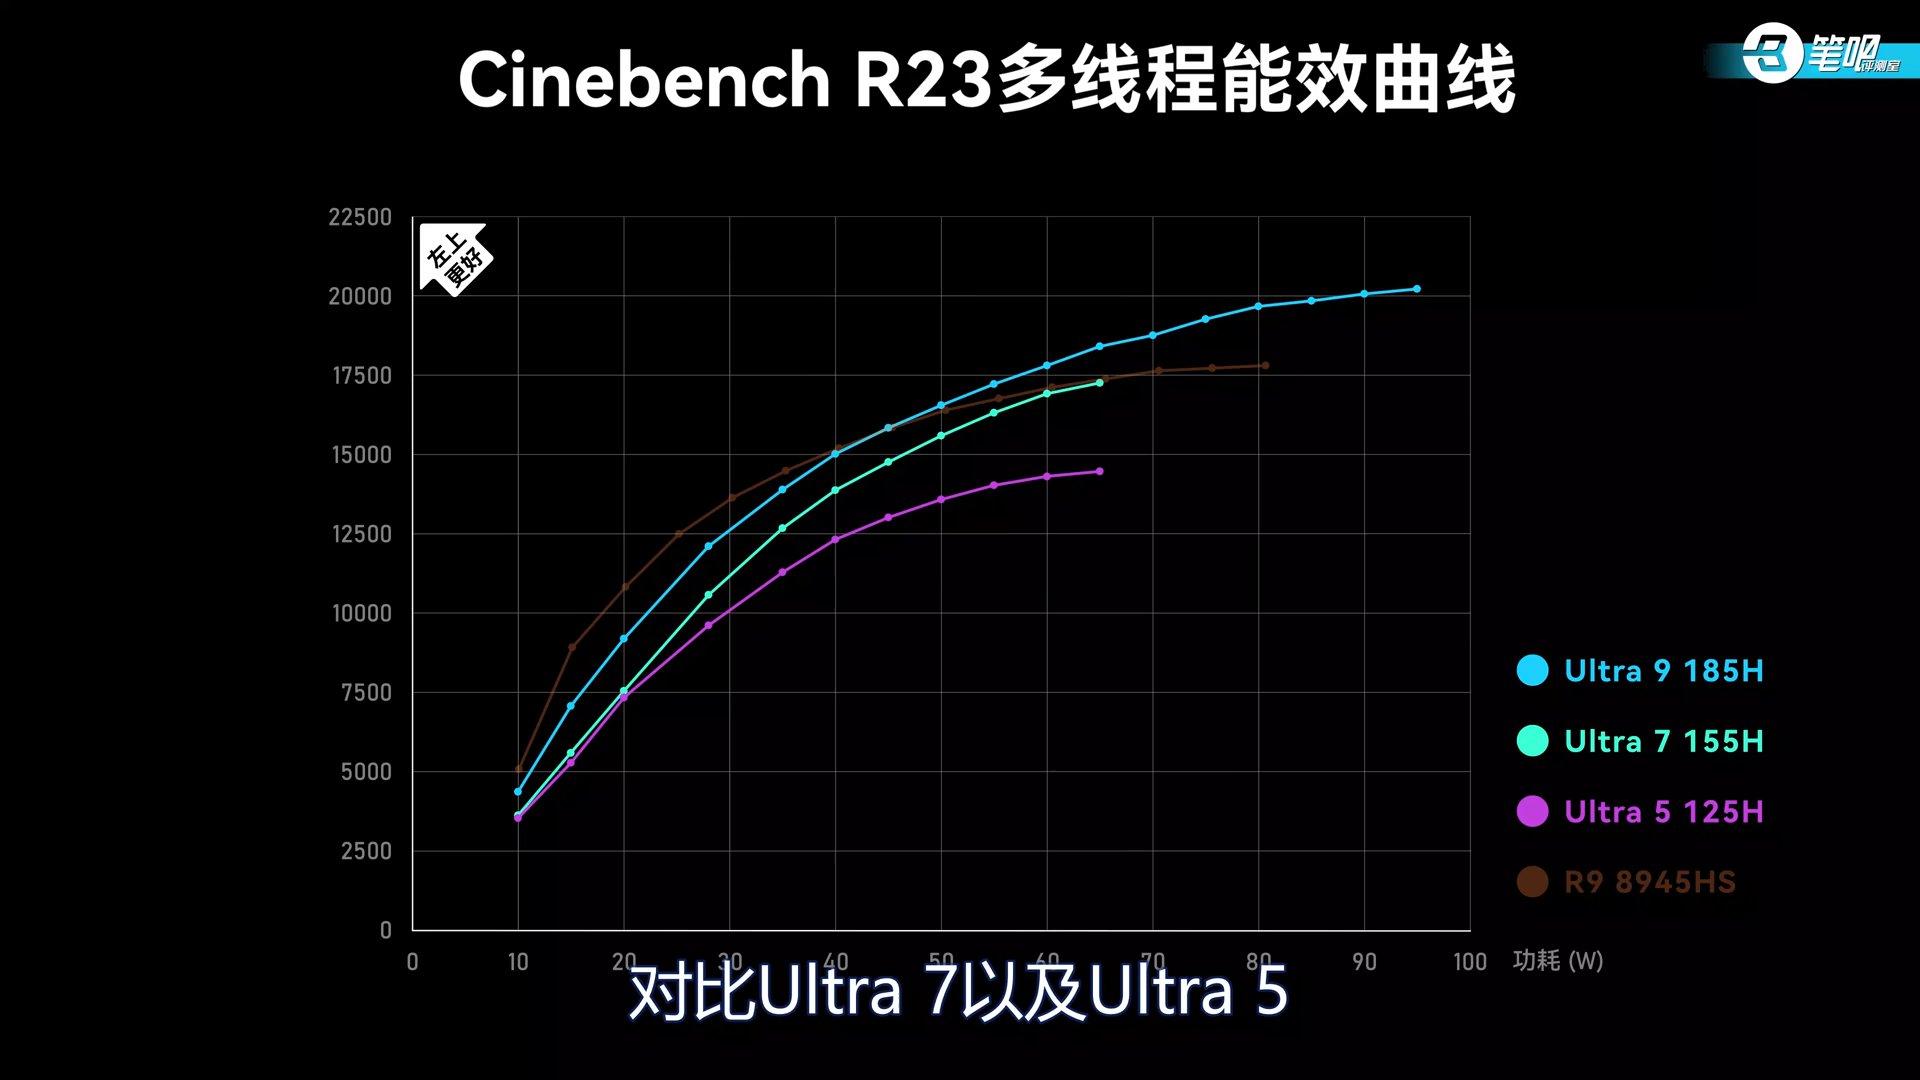 Cinebench R23多线程能效曲线
笔吧评测室
22500
左上
更好
20000
17500
15000
12500
10000
7500
5000
2500
0
Ultra 9 185H
Ultra 7 155H
Ultra 5 125H
R9 8945HS
0 10 20 30 40 50 60 70 80 90 100 功耗 (W)
对比Ultra 7以及Ultra 5